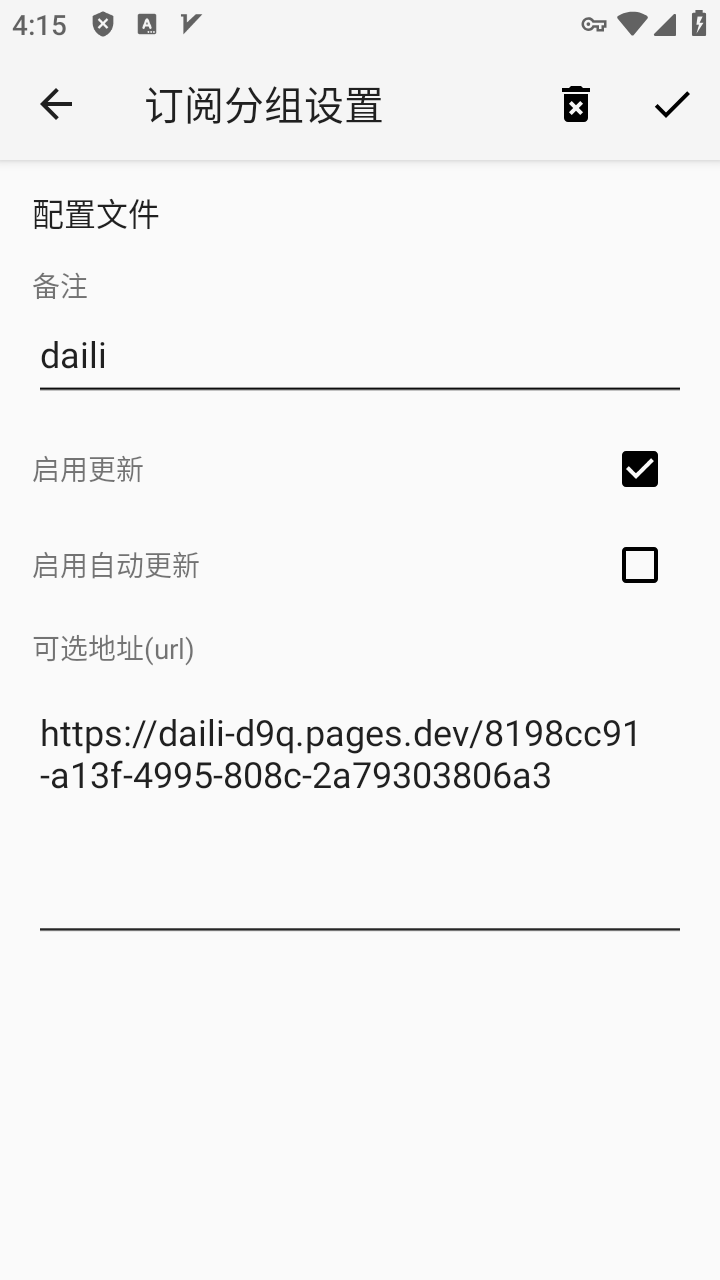 4:15
订阅分组设置
配置文件
备注
daili
启用更新
启用自动更新
可选地址(url)
https://daili-d9q.pages.dev/8198cc91
-a13f-4995-808c-2a79303806a3